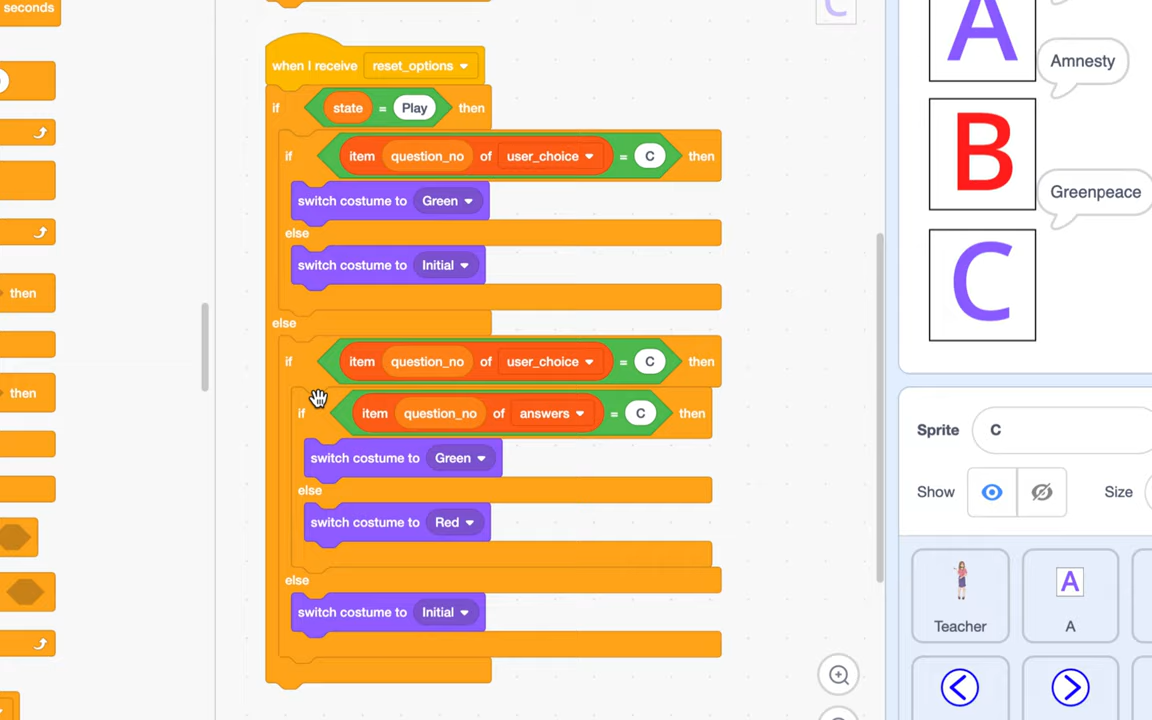 seconds
C
A
Amnesty
B
Greenpeace
C
when I receive reset_options
if state = Play then
if item question_no of user_choice = C then
switch costume to Green
else
switch costume to Initial
else
if item question_no of user_choice = C then
if item question_no of answers = C then
switch costume to Green
else
switch costume to Red
else
switch costume to Initial
then
then
Sprite C
Show
Size
Teacher
A
A